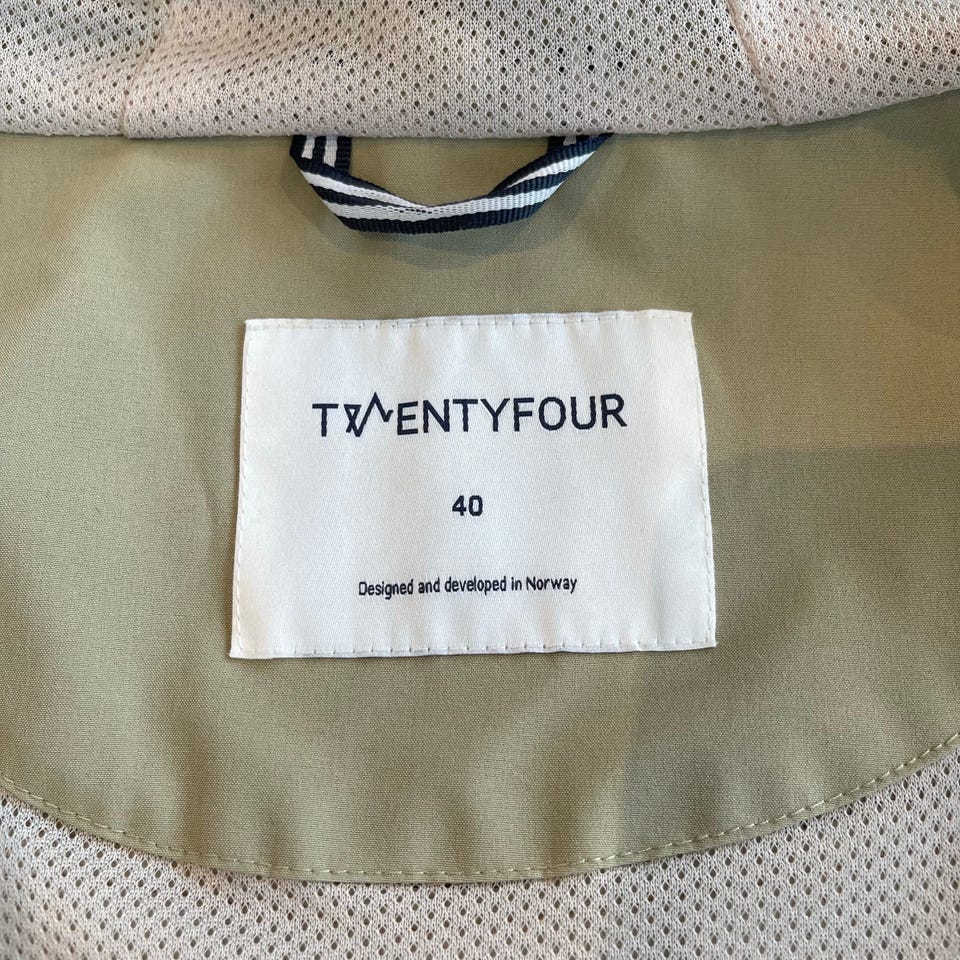 TWENTYFOUR
40
Designed and developed in Norway